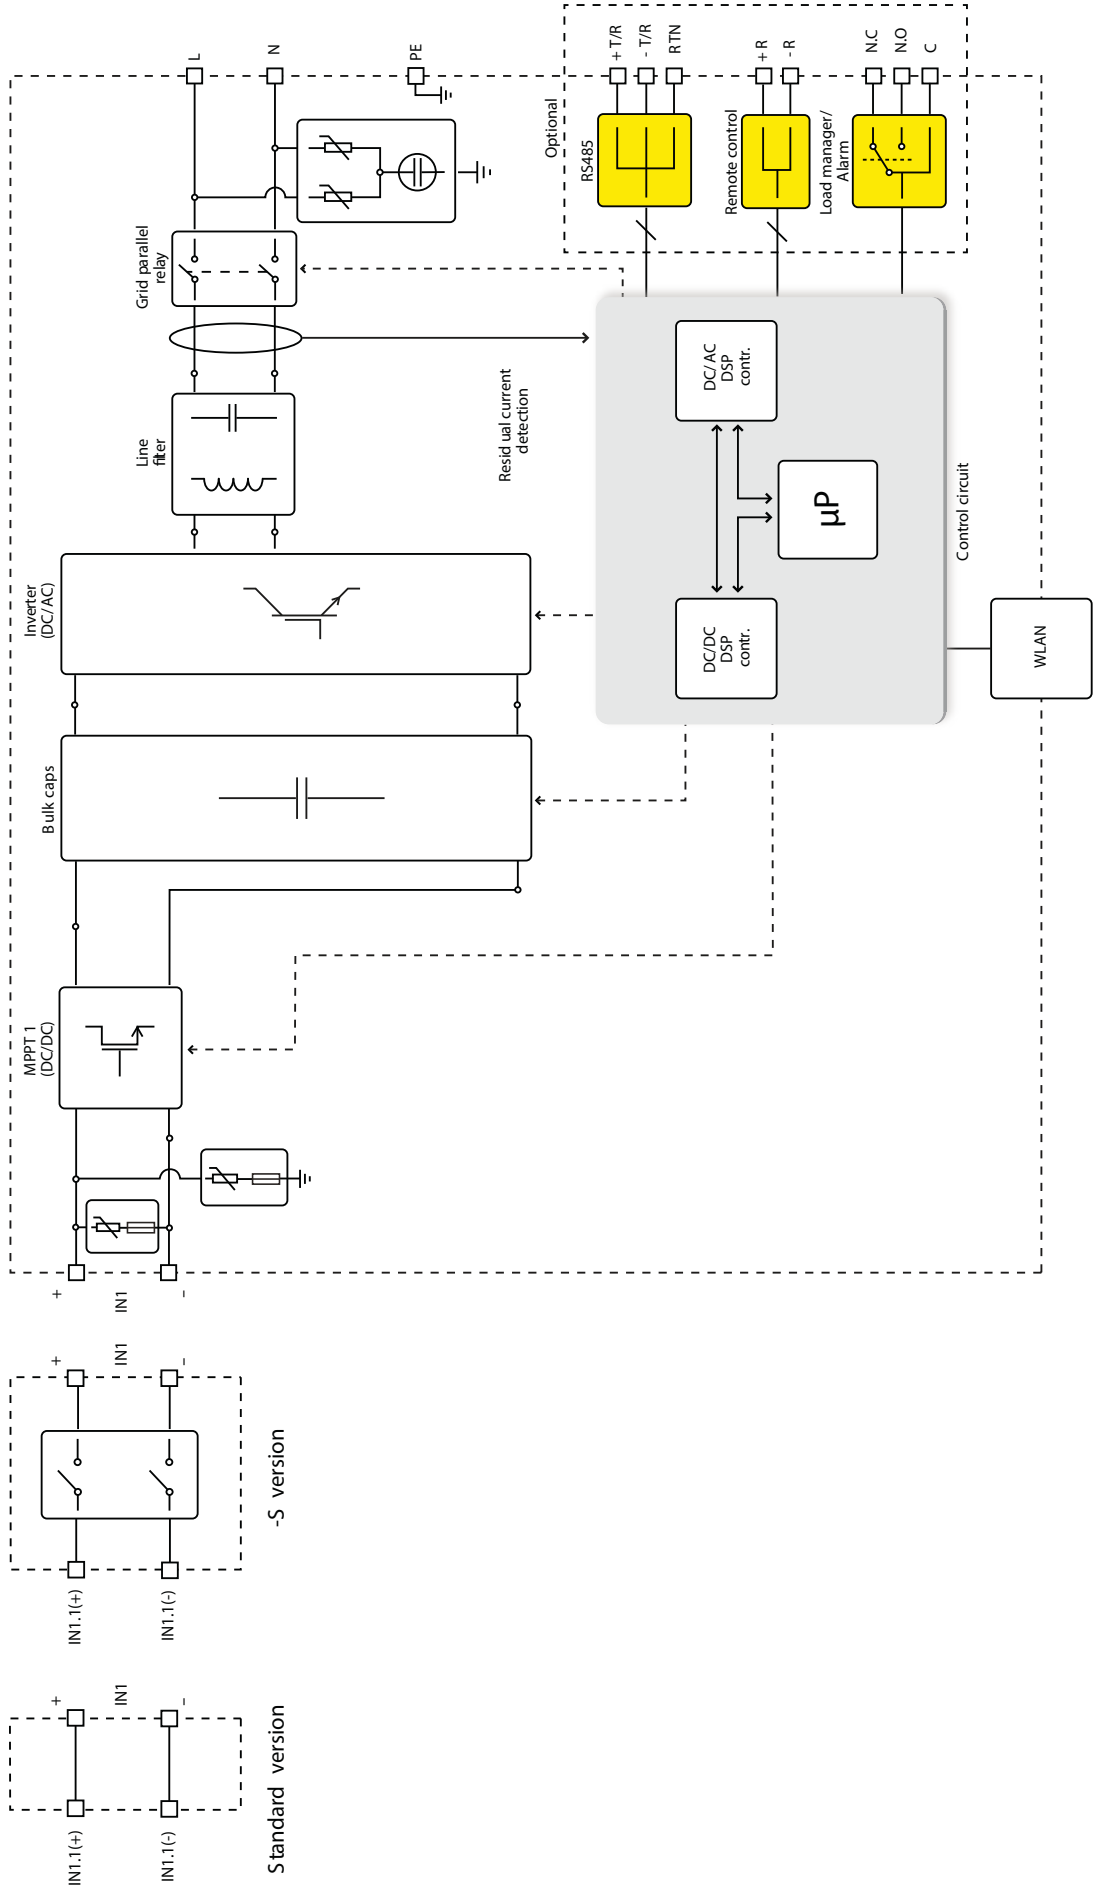 Standard version
IN1.1(+)
IN1.1(-)
+
IN1
–
-S version
IN1.1(+)
IN1.1(-)
+
IN1
–
+
IN1
–
MPPT 1
(DC/DC)
Bulk caps
Inverter
(DC/AC)
Line
filter
Grid parallel
relay
L
N
PE
Residual current
detection
DC/DC
DSP
contr.
DC/AC
DSP
contr.
µP
Control circuit
WLAN
Optional
RS485
+ T/R
- T/R
RTN
Remote control
+ R
- R
Load manager/
Alarm
N.C
N.O
C